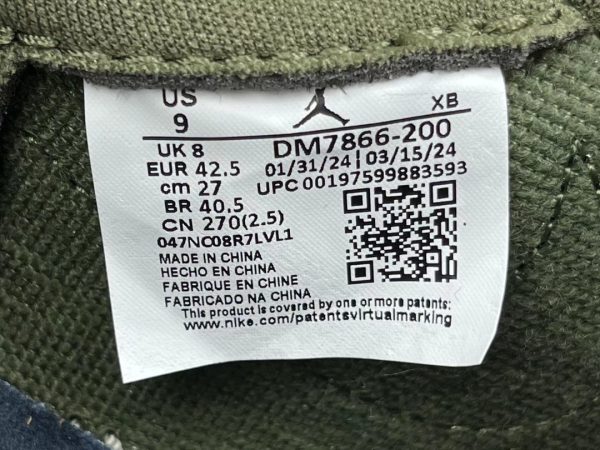 US
9
XB
UK 8
DM7866-200
EUR 42.5
01/31/24 03/15/24
cm 27
UPC 00197599883593
BR 40.5
CN 270(2.5)
047NC08R7LVL1
MADE IN CHINA
HECHO EN CHINA
FABRIQUE EN CHINE
FABRICADO NA CHINA
This product is covered by one or more patents:
www.nike.com/patentsvirtualmarking